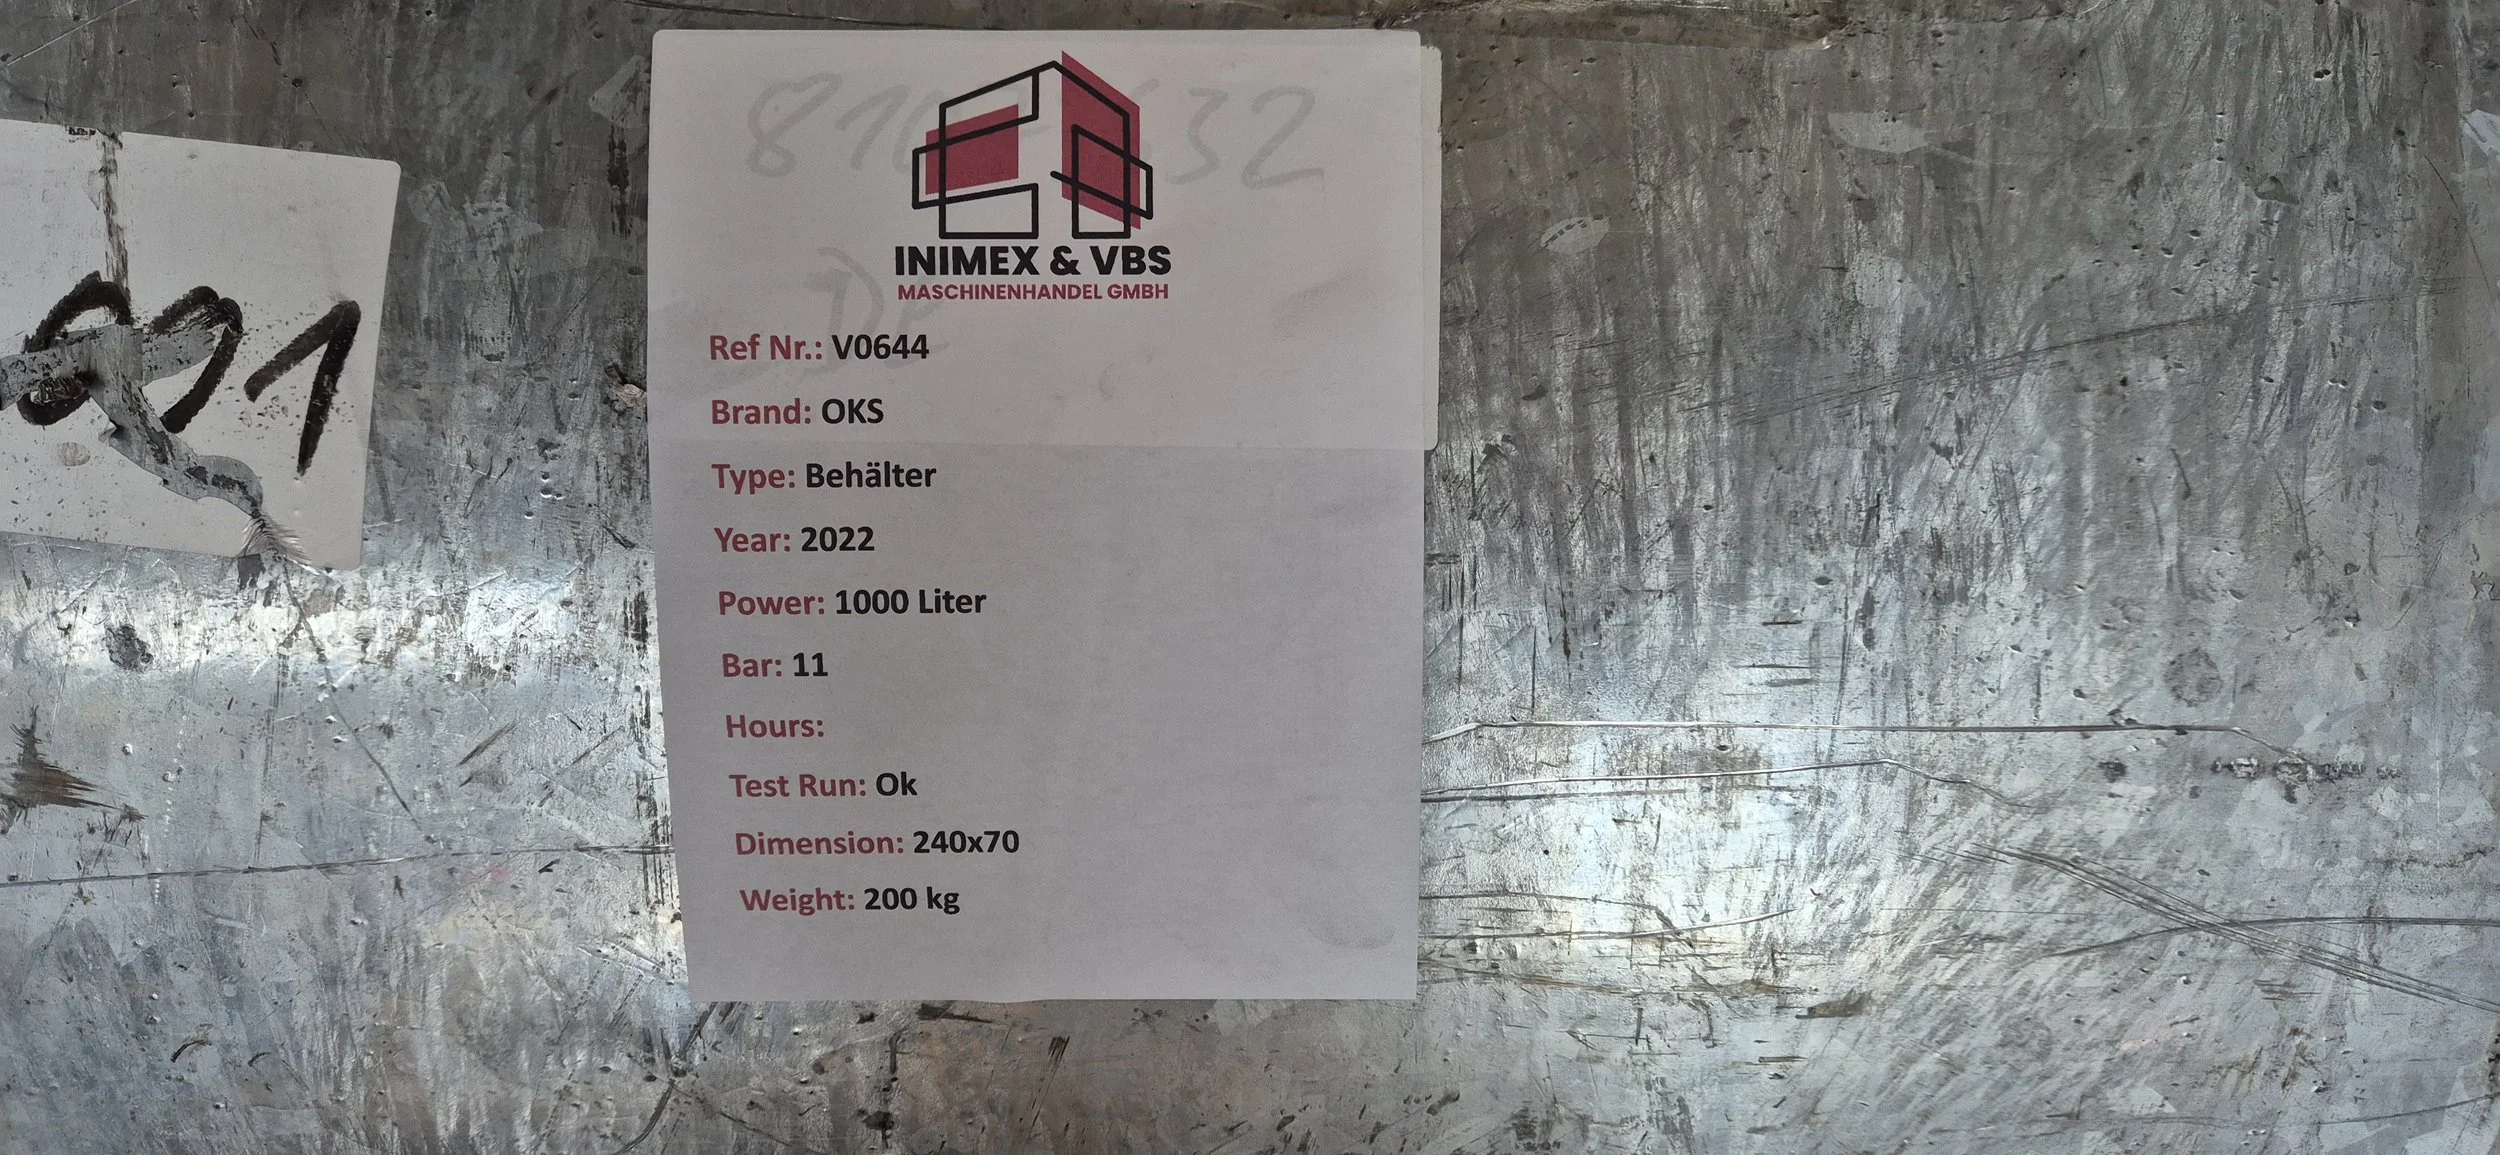 INIMEX & VBS
MASCHINENHANDEL GMBH
Ref Nr.: V0644
Brand: OKS
Type: Behälter
Year: 2022
Power: 1000 Liter
Bar: 11
Hours:
Test Run: Ok
Dimension: 240x70
Weight: 200 kg